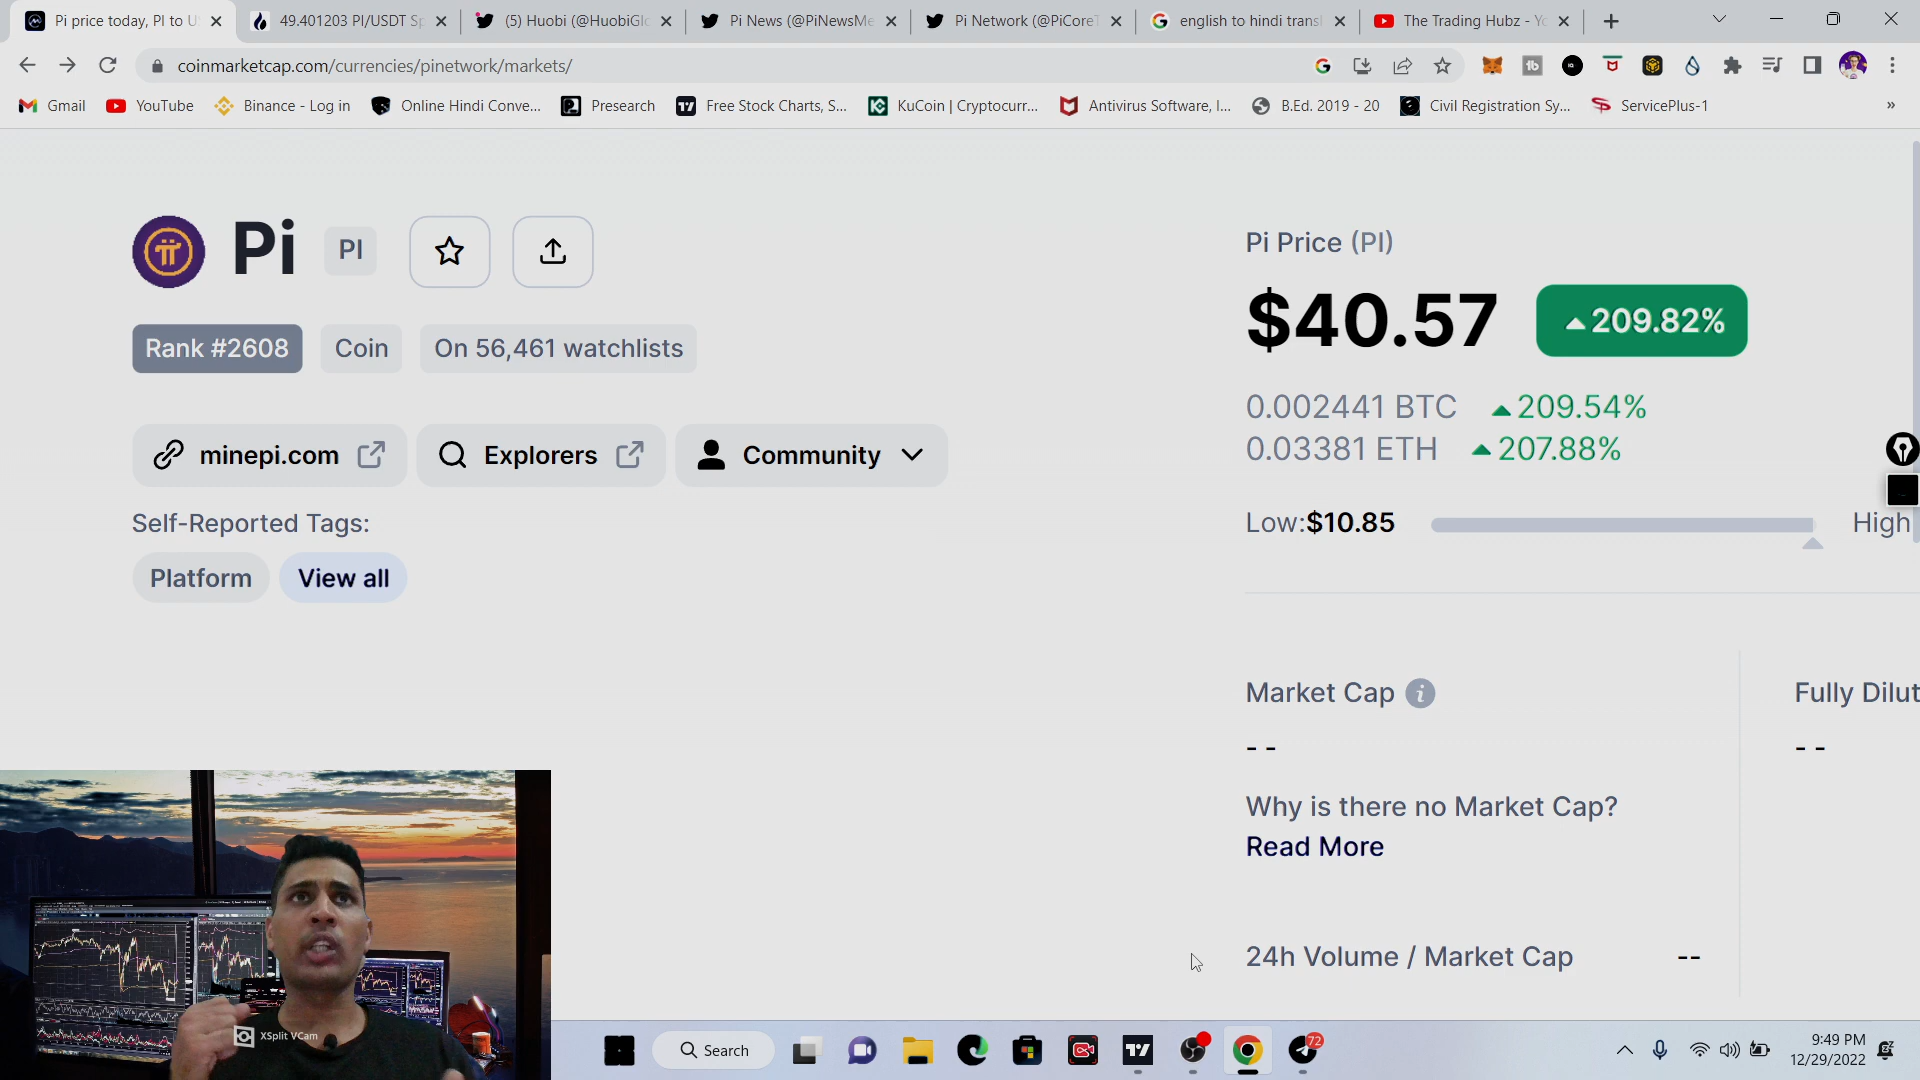 Pi price today, PI to U
49.401203 PI/USDT Sp
(5) Huobi (@HuobiGlo
Pi News (@PiNewsMe
Pi Network (@PiCoreT
english to hindi transl
The Trading Hubz - Yo
coinmarketcap.com/currencies/pinetwork/markets/
Gmail
YouTube
Binance - Log in
Online Hindi Conve...
Presearch
Free Stock Charts, S...
KuCoin | Cryptocurr...
Antivirus Software, I...
B.Ed. 2019 - 20
Civil Registration Sy...
ServicePlus-1
»
Pi PI
Rank #2608 Coin On 56,461 watchlists
minepi.com Explorers Community
Self-Reported Tags:
Platform View all
Pi Price (PI)
$40.57 209.82%
0.002441 BTC 209.54%
0.03381 ETH 207.88%
Low:$10.85 High
Market Cap Fully Dilut
- - - -
Why is there no Market Cap?
Read More
24h Volume / Market Cap --
XSplit VCam
Search
72
9:49 PM
12/29/2022